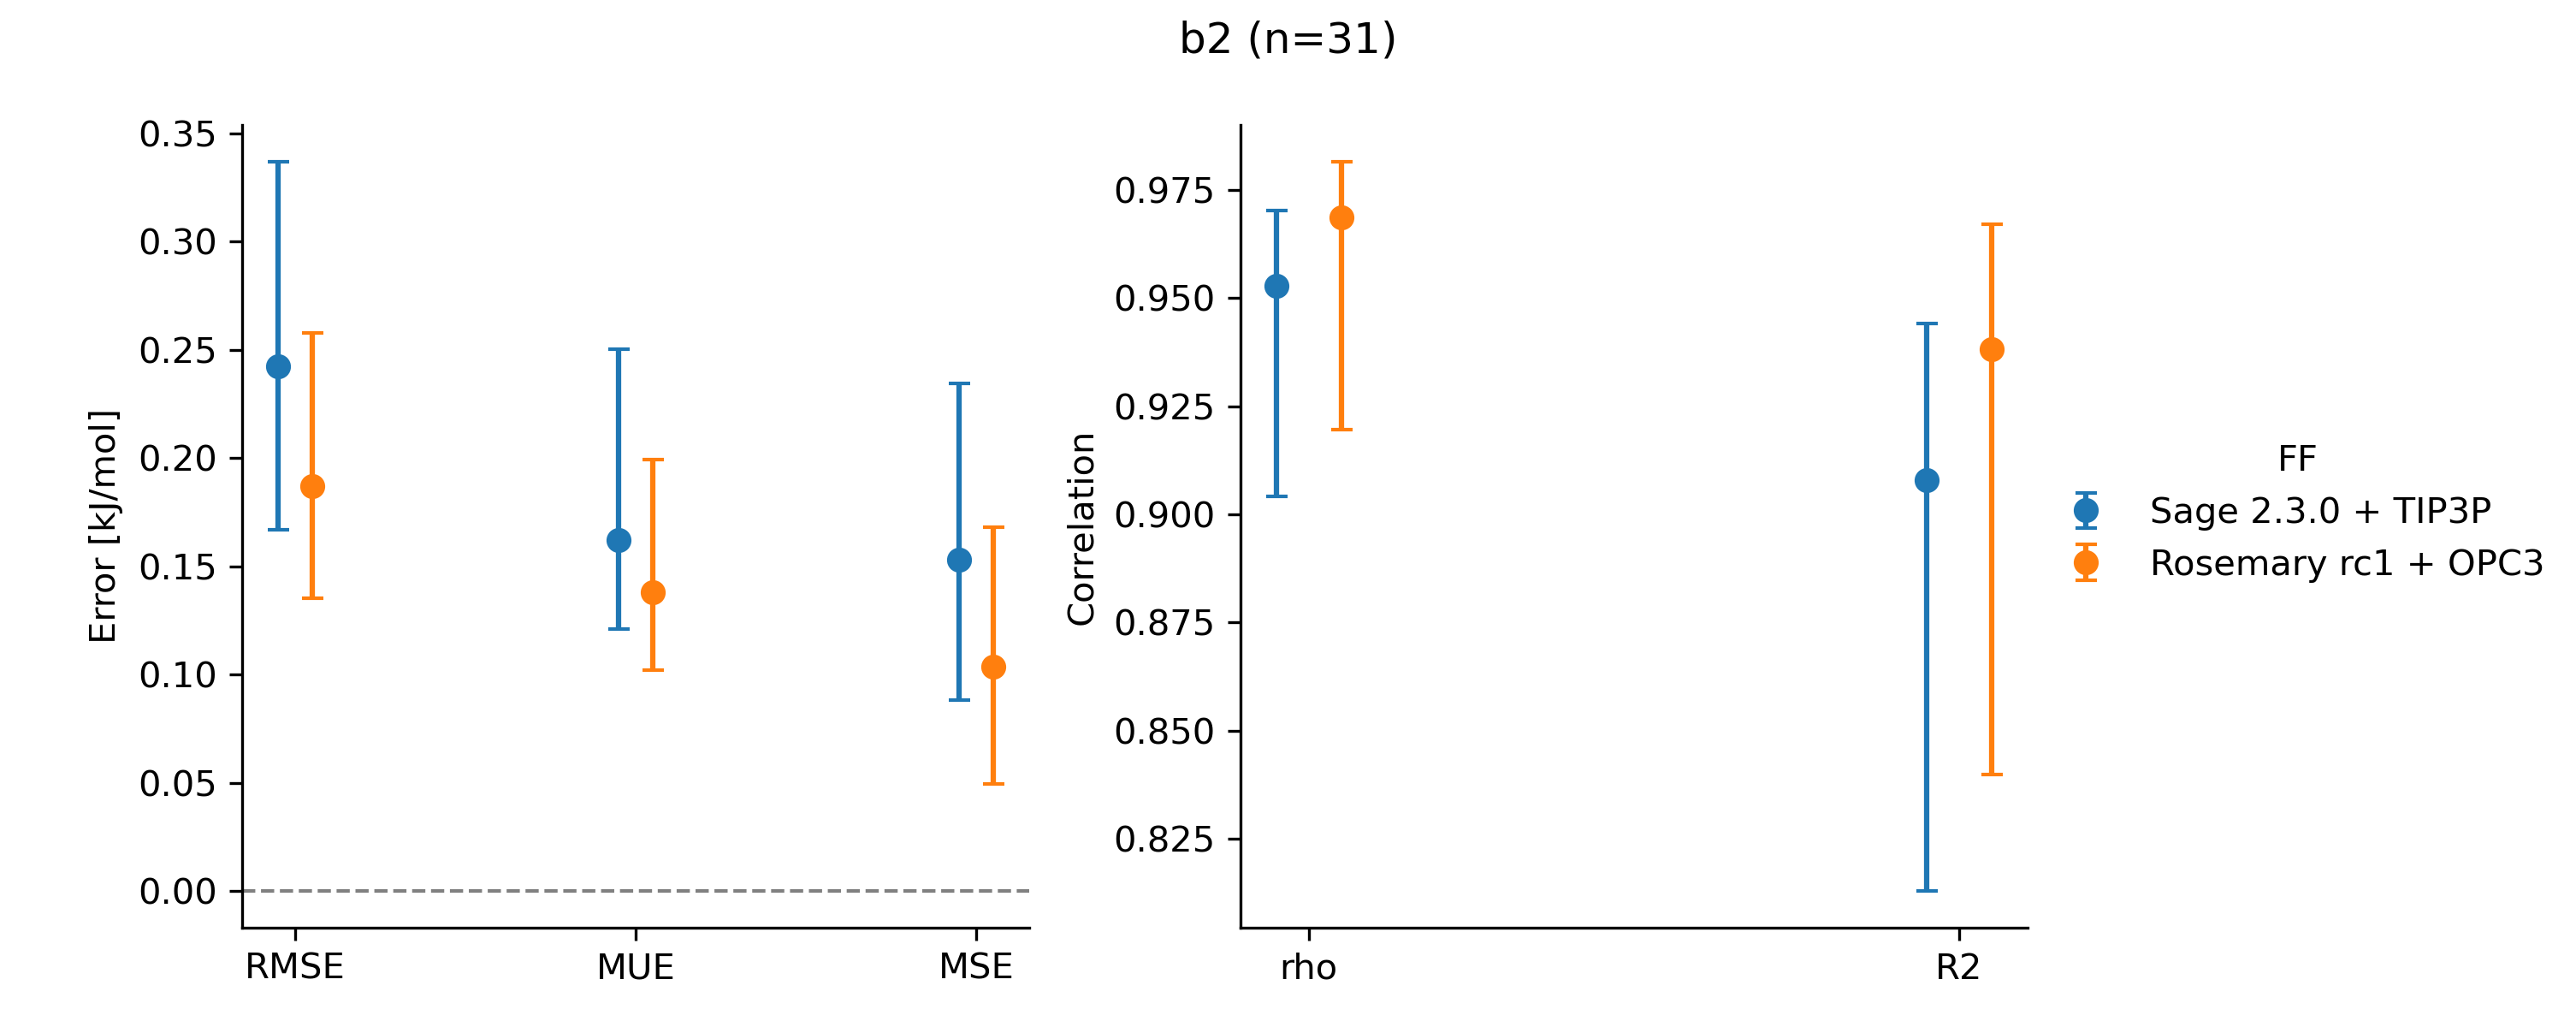 b2 (n=31)
Error [kJ/mol]
0.35
0.30
0.25
0.20
0.15
0.10
0.05
0.00
RMSE
MUE
MSE
Correlation
0.975
0.950
0.925
0.900
0.875
0.850
0.825
rho
R2
FF
Sage 2.3.0 + TIP3P
Rosemary rc1 + OPC3